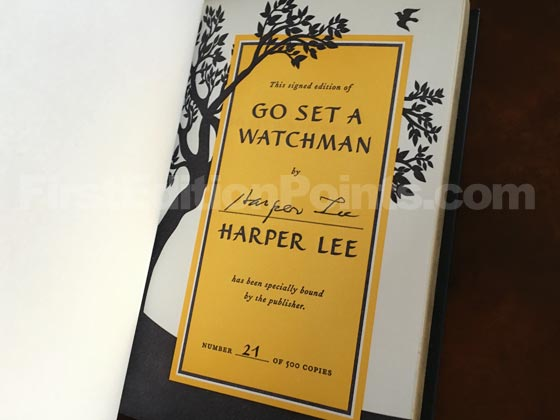 This signed edition of
GO SET A
WATCHMAN
by
Harper Lee
HARPER LEE
has been specially bound
by the publisher.
NUMBER 21 OF 500 COPIES
FirstEditionPoints.com